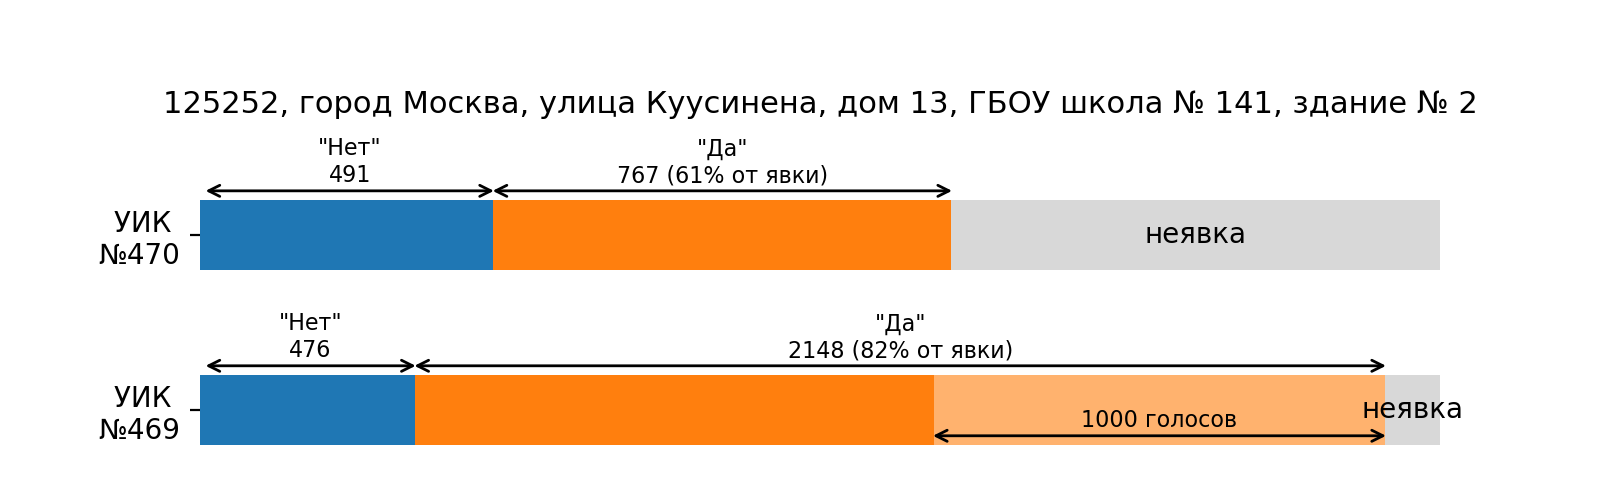 125252, город Москва, улица Куусинена, дом 13, ГБОУ школа № 141, здание № 2
"Нет"
491
"Да"
767 (61% от явки)
УИК
№470
неявка
"Нет"
476
"Да"
2148 (82% от явки)
УИК
№469
1000 голосов
неявка